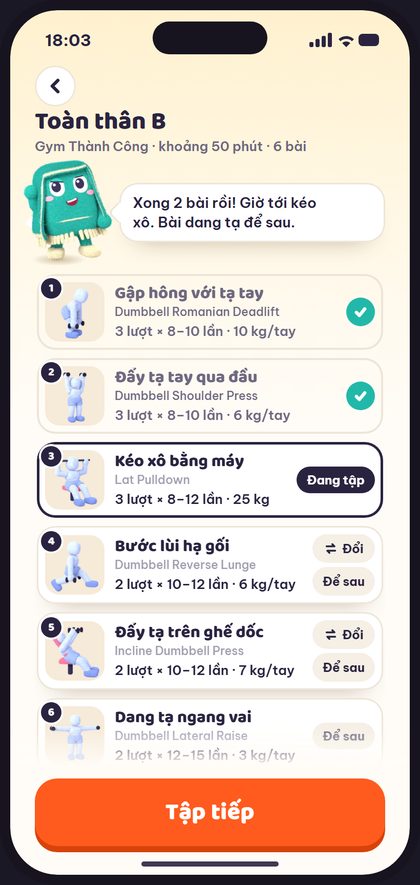 18:03
Toàn thân B
Gym Thành Công · khoảng 50 phút · 6 bài
Xong 2 bài rồi! Giờ tới kéo
xô. Bài dang tạ để sau.
1
Gập hông với tạ tay
Dumbbell Romanian Deadlift
3 lượt × 8–10 lần · 10 kg/tay
2
Đẩy tạ tay qua đầu
Dumbbell Shoulder Press
3 lượt × 8–10 lần · 6 kg/tay
3
Kéo xô bằng máy
Lat Pulldown
3 lượt × 8–12 lần · 25 kg
Đang tập
4
Bước lùi hạ gối
Dumbbell Reverse Lunge
2 lượt × 10–12 lần · 6 kg/tay
Đổi
Để sau
5
Đẩy tạ trên ghế dốc
Incline Dumbbell Press
2 lượt × 10–12 lần · 7 kg/tay
Đổi
Để sau
6
Dang tạ ngang vai
Dumbbell Lateral Raise
2 lượt × 12–15 lần · 3 kg/tay
Để sau
Tập tiếp